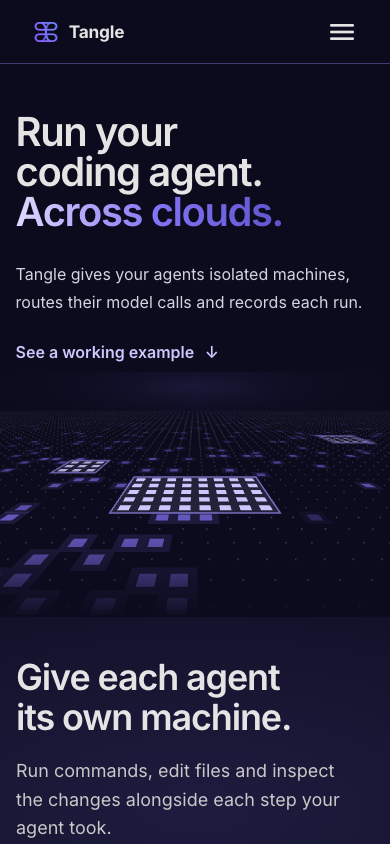 Tangle
Run your
coding agent.
Across clouds.
Tangle gives your agents isolated machines,
routes their model calls and records each run.
See a working example ↓
Give each agent
its own machine.
Run commands, edit files and inspect
the changes alongside each step your
agent took.